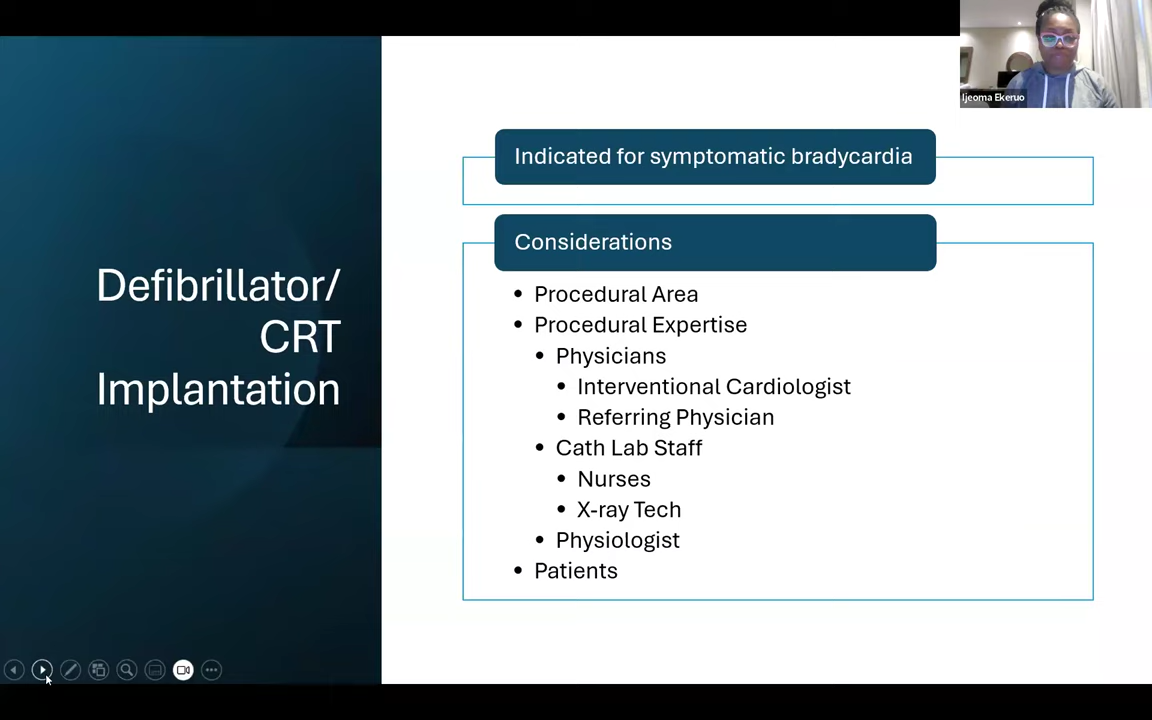 Ijeoma Ekeruo
Defibrillator/
CRT
Implantation
Indicated for symptomatic bradycardia
Considerations
• Procedural Area
• Procedural Expertise
• Physicians
• Interventional Cardiologist
• Referring Physician
• Cath Lab Staff
• Nurses
• X-ray Tech
• Physiologist
• Patients